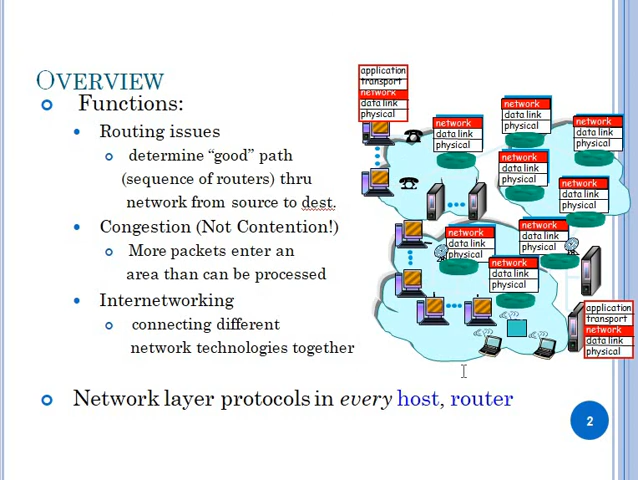 OVERVIEW
Functions:
Routing issues
determine “good” path
(sequence of routers) thru
network from source to dest.
Congestion (Not Contention!)
More packets enter an
area than can be processed
Internetworking
connecting different
network technologies together
Network layer protocols in every host, router
application
transport
network
data link
physical
network
data link
physical
network
data link
physical
network
data link
physical
network
data link
physical
network
data link
physical
network
data link
physical
network
data link
physical
network
data link
physical
application
transport
network
data link
physical
2